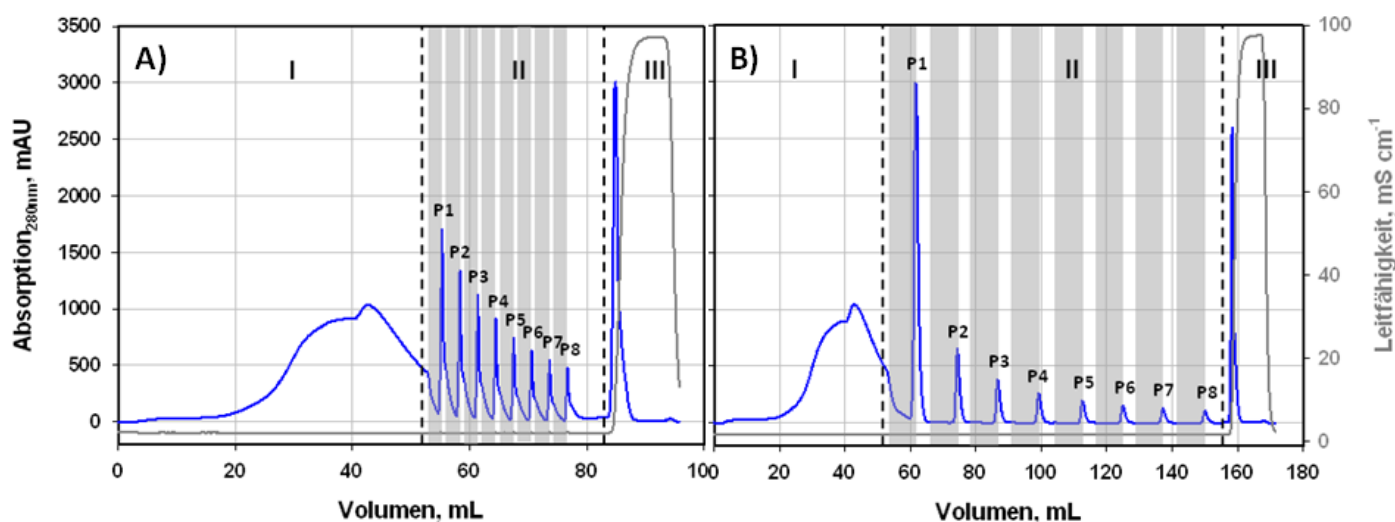 A)
I
II
III
P1
P2
P3
P4
P5
P6
P7
P8
3500
3000
2500
2000
1500
1000
500
0
Absorption280nm, mAU
0 20 40 60 80 100
Volumen, mL
B)
I
II
III
P1
P2
P3
P4
P5
P6
P7
P8
100
80
60
40
20
0
Leitfähigkeit, mS cm-1
0 20 40 60 80 100 120 140 160 180
Volumen, mL